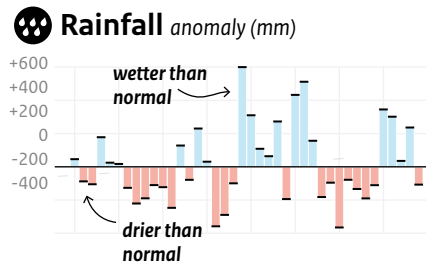 Rainfall anomaly (mm)
+600
+400
+200
0
−200
−400
wetter than
normal
drier than
normal